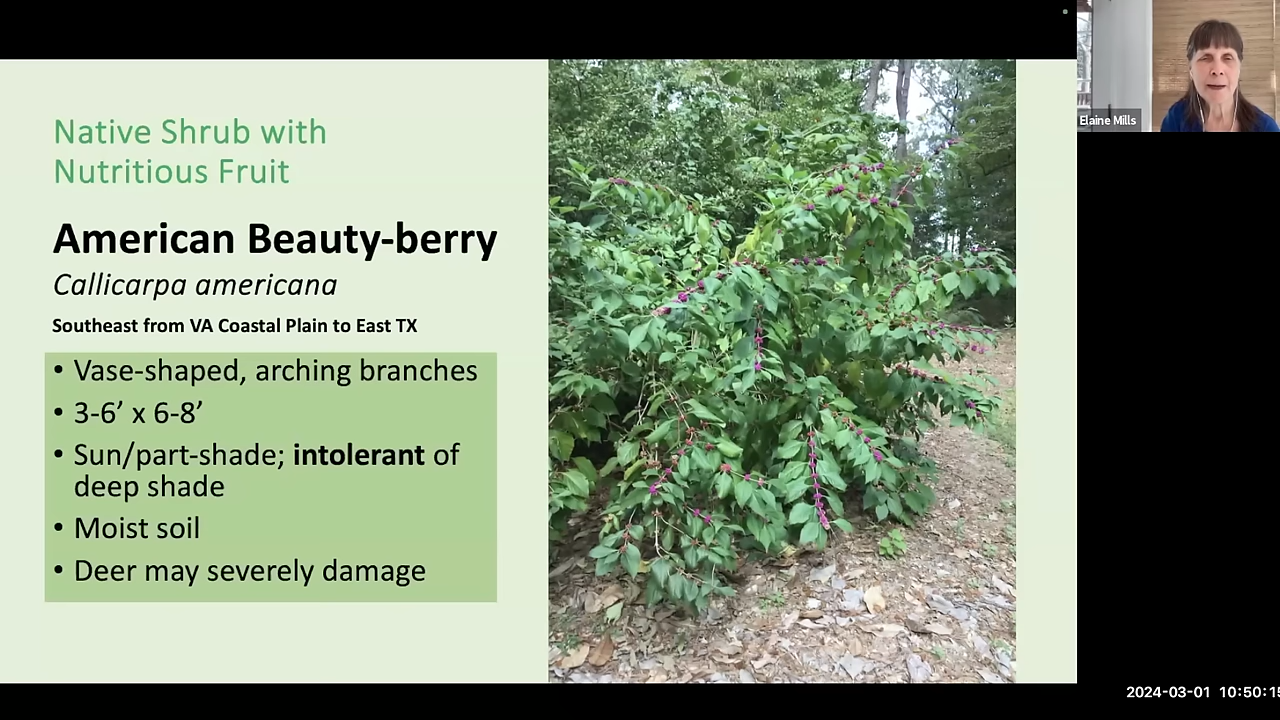 Native Shrub with
Nutritious Fruit
American Beauty-berry
Callicarpa americana
Southeast from VA Coastal Plain to East TX
• Vase-shaped, arching branches
• 3-6’ x 6-8’
• Sun/part-shade; intolerant of
deep shade
• Moist soil
• Deer may severely damage
Elaine Mills
2024-03-01 10:50:15